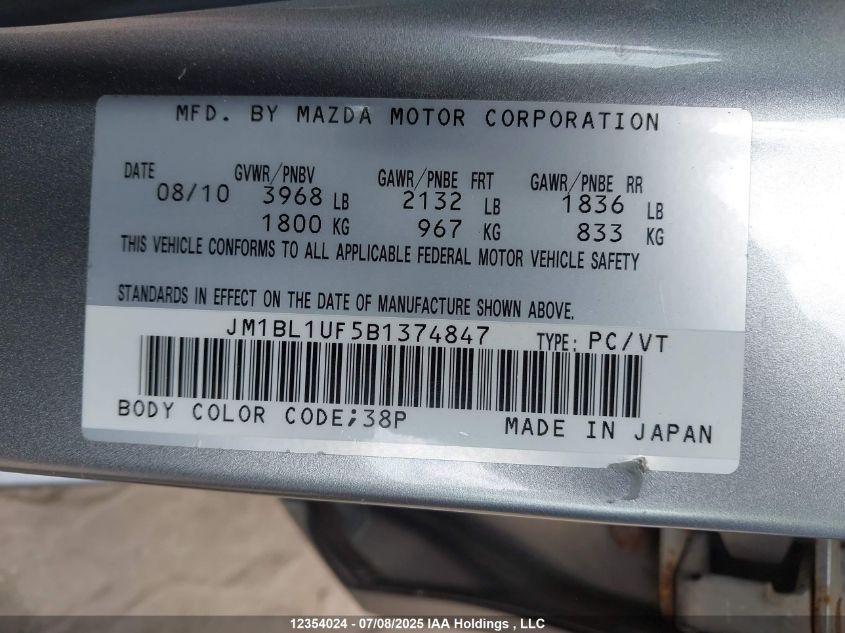 MFD. BY MAZDA MOTOR CORPORATION
DATE GVWR/PNBV GAWR/PNBE FRT GAWR/PNBE RR
08/10 3968 LB 2132 LB 1836 LB
1800 KG 967 KG 833 KG
THIS VEHICLE CONFORMS TO ALL APPLICABLE FEDERAL MOTOR VEHICLE SAFETY
STANDARDS IN EFFECT ON THE DATE OF MANUFACTURE SHOWN ABOVE.
JM1BL1UF5B1374847 TYPE: PC/VT
BODY COLOR CODE;38P MADE IN JAPAN
12354024 - 07/08/2025 IAA Holdings, , LLC